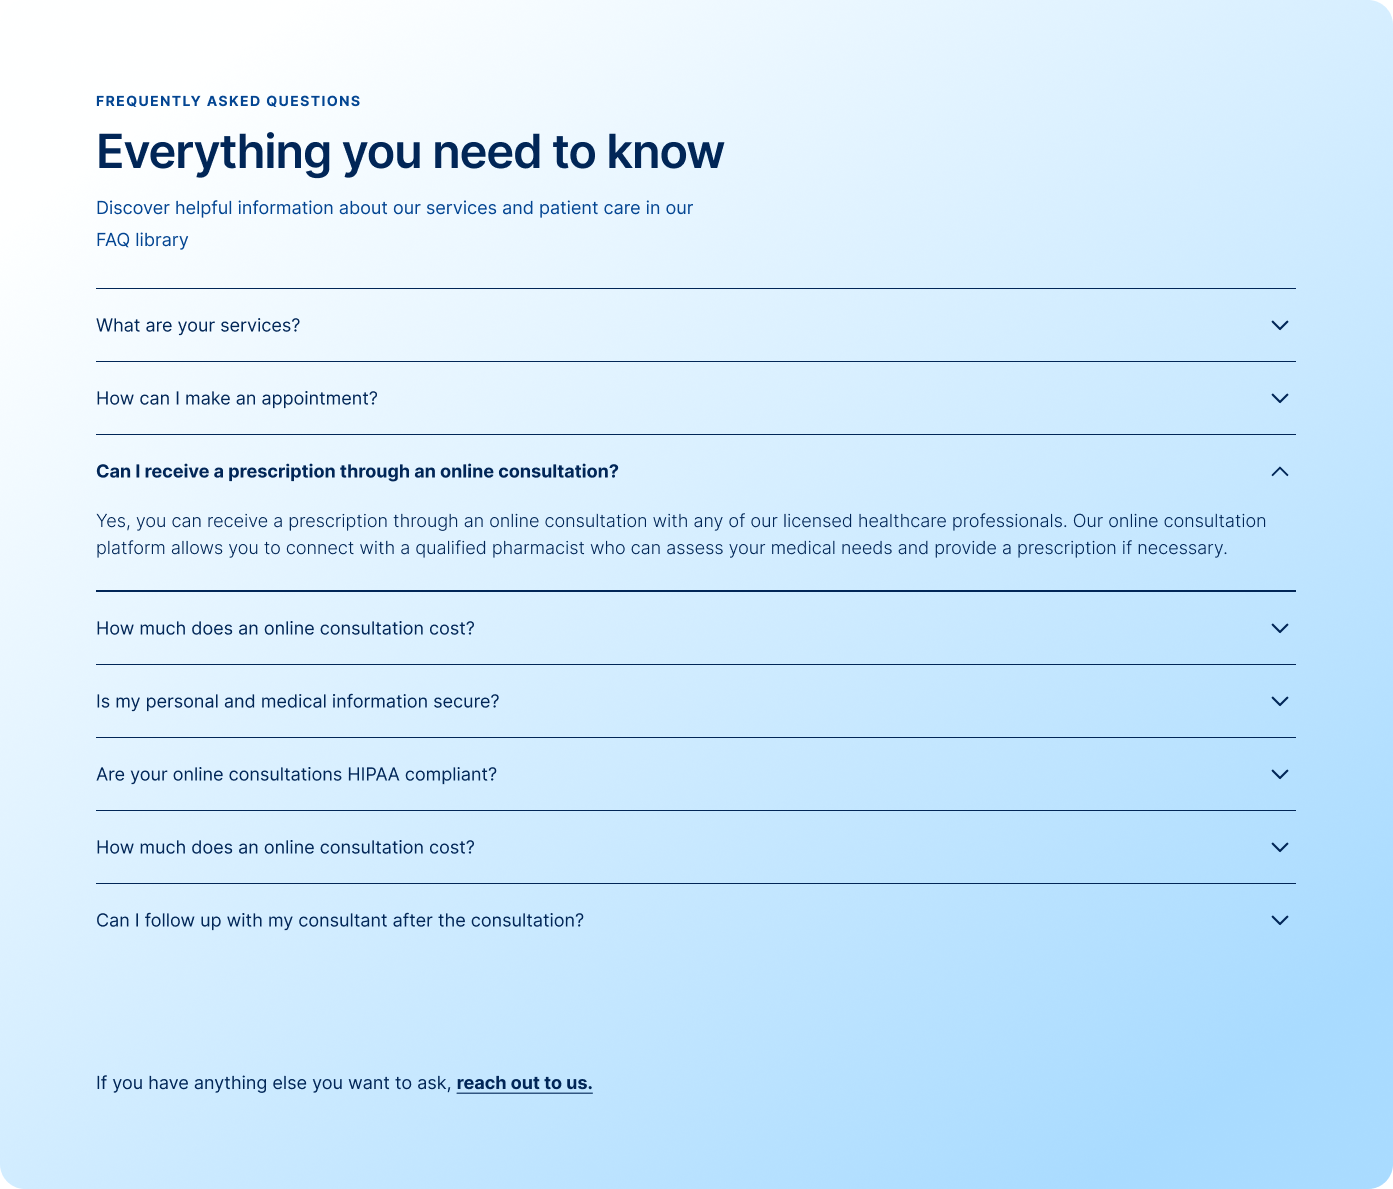 FREQUENTLY ASKED QUESTIONS
Everything you need to know
Discover helpful information about our services and patient care in our
FAQ library
What are your services?
How can I make an appointment?
Can I receive a prescription through an online consultation?
Yes, you can receive a prescription through an online consultation with any of our licensed healthcare professionals. Our online consultation
platform allows you to connect with a qualified pharmacist who can assess your medical needs and provide a prescription if necessary.
How much does an online consultation cost?
Is my personal and medical information secure?
Are your online consultations HIPAA compliant?
How much does an online consultation cost?
Can I follow up with my consultant after the consultation?
If you have anything else you want to ask, reach out to us.